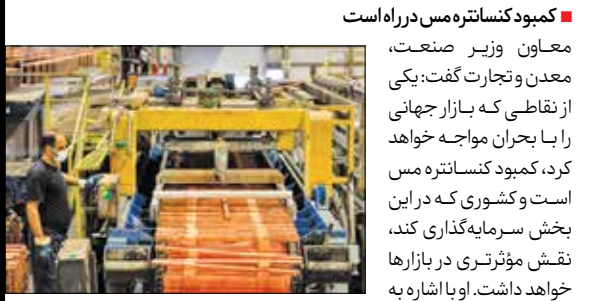 کمبود کنسانتره مس در راه است
معاون وزیر صنعت،
معدن و تجارت گفت: یکی
از نقاطی که بازار جهانی
را با بحران مواجه خواهد
کرد، کمبود کنسانتره مس
است و کشوری که در این
بخش سرمایه‌گذاری کند،
نقش مؤثرتری در بازارها
خواهد داشت. او با اشاره به